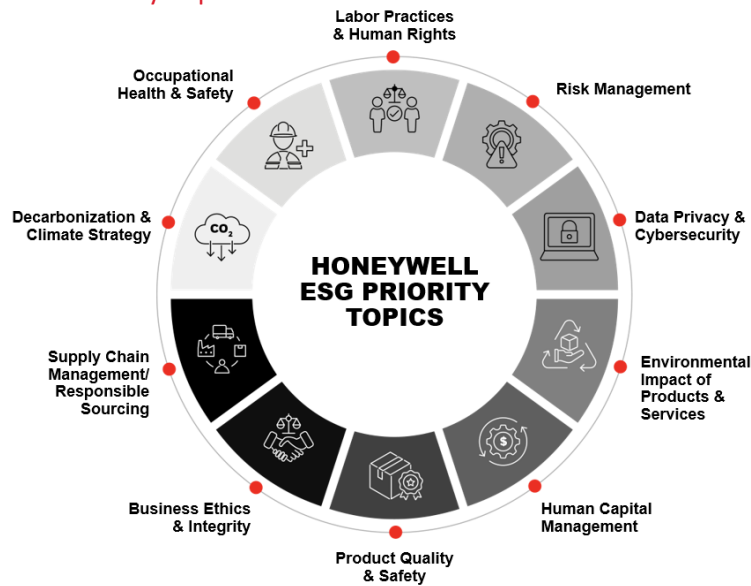 Labor Practices
& Human Rights
Occupational
Health & Safety
Risk Management
Decarbonization &
Climate Strategy
CO₂
Data Privacy &
Cybersecurity
HONEYWELL
ESG PRIORITY
TOPICS
Supply Chain
Management/
Responsible
Sourcing
Environmental
Impact of
Products &
Services
$
Business Ethics
& Integrity
Human Capital
Management
Product Quality
& Safety